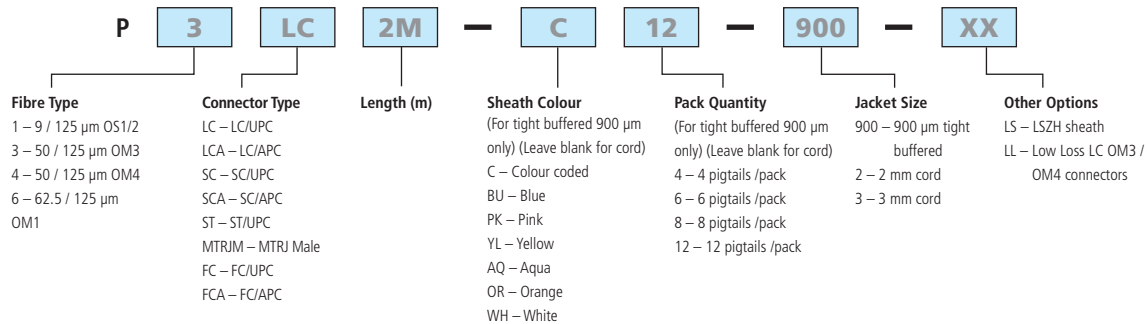 P 3 LC 2M – C 12 – 900 – XX
Fibre Type
1 – 9 / 125 µm OS1/2
3 – 50 / 125 µm OM3
4 – 50 / 125 µm OM4
6 – 62.5 / 125 µm
OM1
Connector Type
LC – LC/UPC
LCA – LC/APC
SC – SC/UPC
SCA – SC/APC
ST – ST/UPC
MTRJM – MTRJ Male
FC – FC/UPC
FCA – FC/APC
Length (m)
Sheath Colour
(For tight buffered 900 µm
only) (Leave blank for cord)
C – Colour coded
BU – Blue
PK – Pink
YL – Yellow
AQ – Aqua
OR – Orange
WH – White
Pack Quantity
(For tight buffered 900 µm
only) (Leave blank for cord)
4 – 4 pigtails /pack
6 – 6 pigtails /pack
8 – 8 pigtails /pack
12 – 12 pigtails /pack
Jacket Size
900 – 900 µm tight
buffered
2 – 2 mm cord
3 – 3 mm cord
Other Options
LS – LSZH sheath
LL – Low Loss LC OM3 /
OM4 connectors